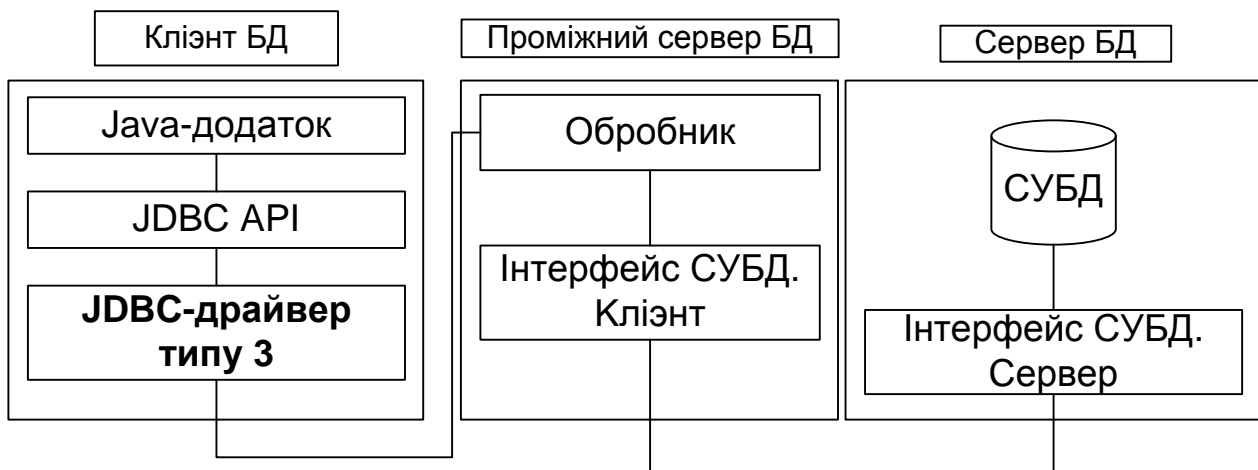 Кліэнт БД
Проміжний сервер БД
Сервер БД
Java-додаток
JDBC API
JDBC-драйвер
типу 3
Обробник
Інтерфейс СУБД.
Кліэнт
СУБД
Інтерфейс СУБД.
Сервер